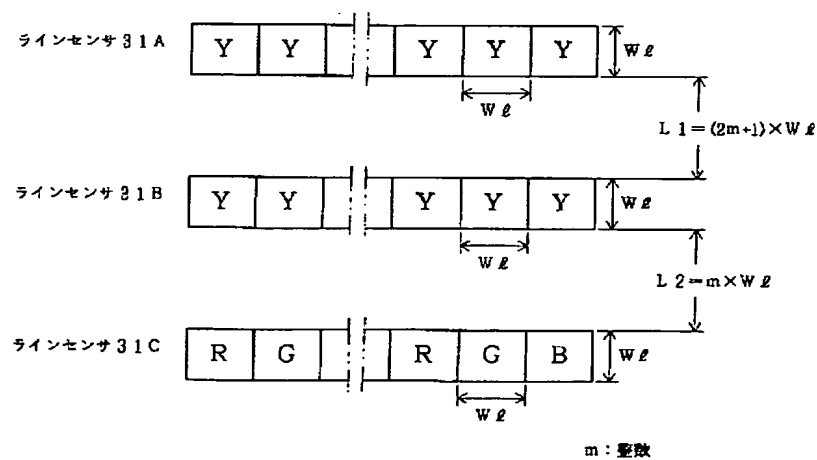 ラインセンサ31A
Y Y Y Y Y
Wℓ
Wℓ
L1=(2m+1)×Wℓ
ラインセンサ31B
Y Y Y Y Y
Wℓ
Wℓ
L2=m×Wℓ
ラインセンサ31C
R G R G B
Wℓ
Wℓ
m:整数